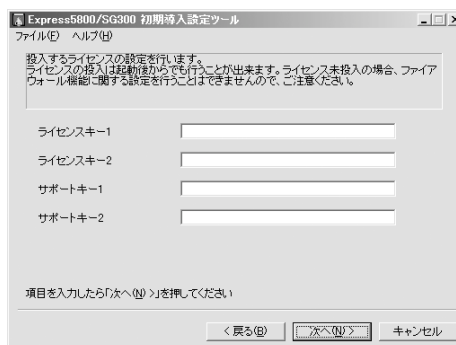 Express5800/SG300 初期導入設定ツール
ファイル(F) ヘルプ(H)
投入するライセンスの設定を行います。
ライセンスの投入は起動後からでも行うことが出来ます。ライセンス未投入の場合、ファイア
ウォール機能に関する設定を行うことはできませんので、ご注意ください。
ライセンスキー1
ライセンスキー2
サポートキー1
サポートキー2
項目を入力したら「次へ(N) >」を押してください
< 戻る(B) 次へ(N) > キャンセル